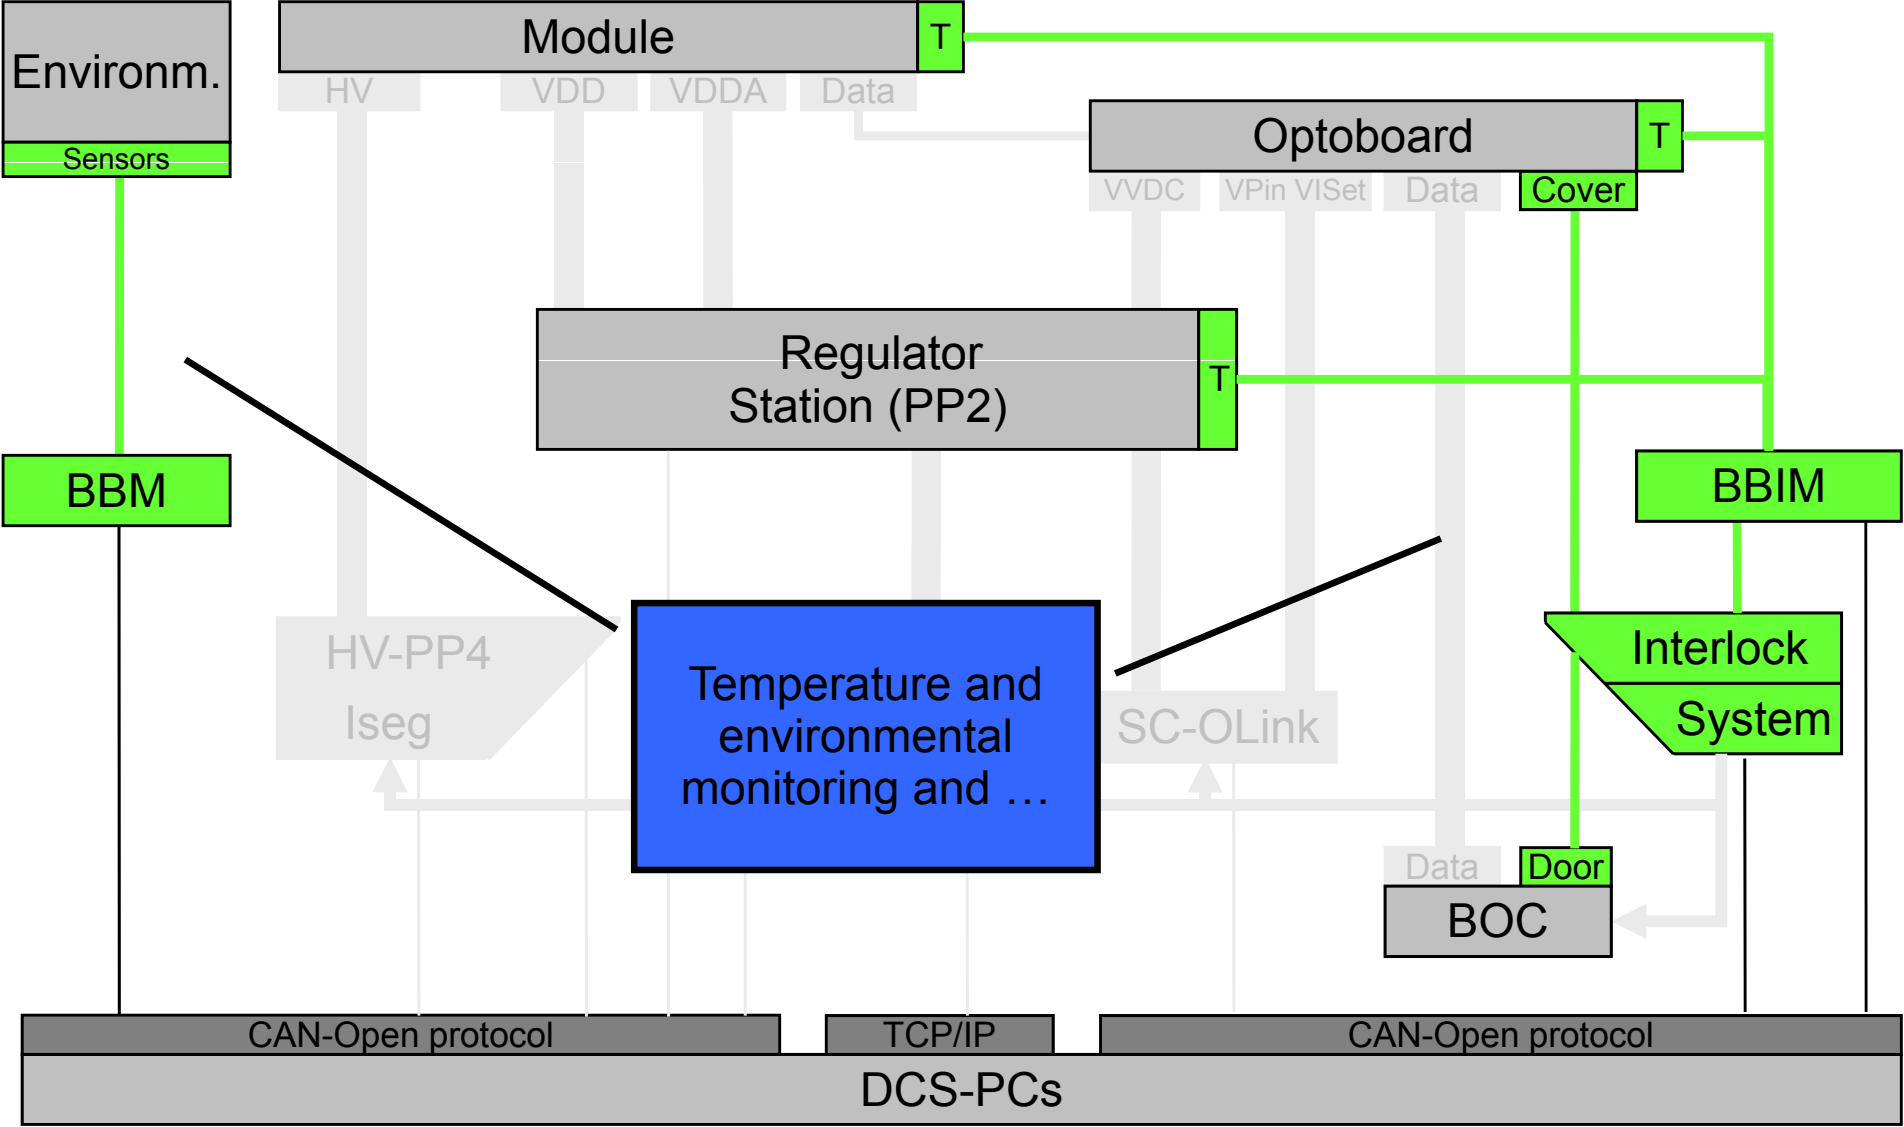 Environm.
Sensors
Module
T
HV
VDD
VDDA
Data
Optoboard
T
VVDC
VPin VISet
Data
Cover
Regulator
Station (PP2)
T
BBM
BBIM
HV-PP4
Iseg
Temperature and
environmental
monitoring and …
SC-OLink
Interlock
System
Data
Door
BOC
CAN-Open protocol
TCP/IP
CAN-Open protocol
DCS-PCs